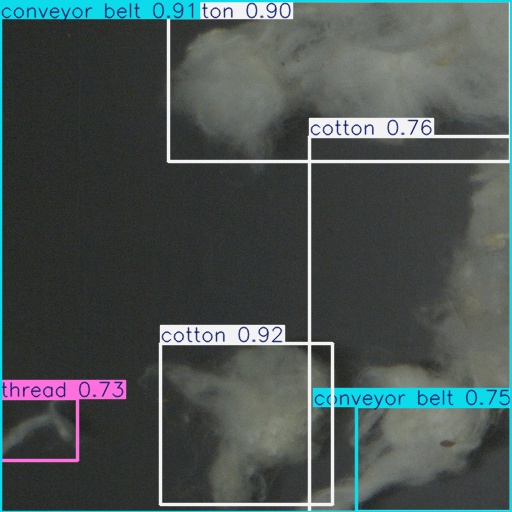 conveyor belt 0.91 ton 0.90
cotton 0.76
cotton 0.92
thread 0.73
conveyor belt 0.75